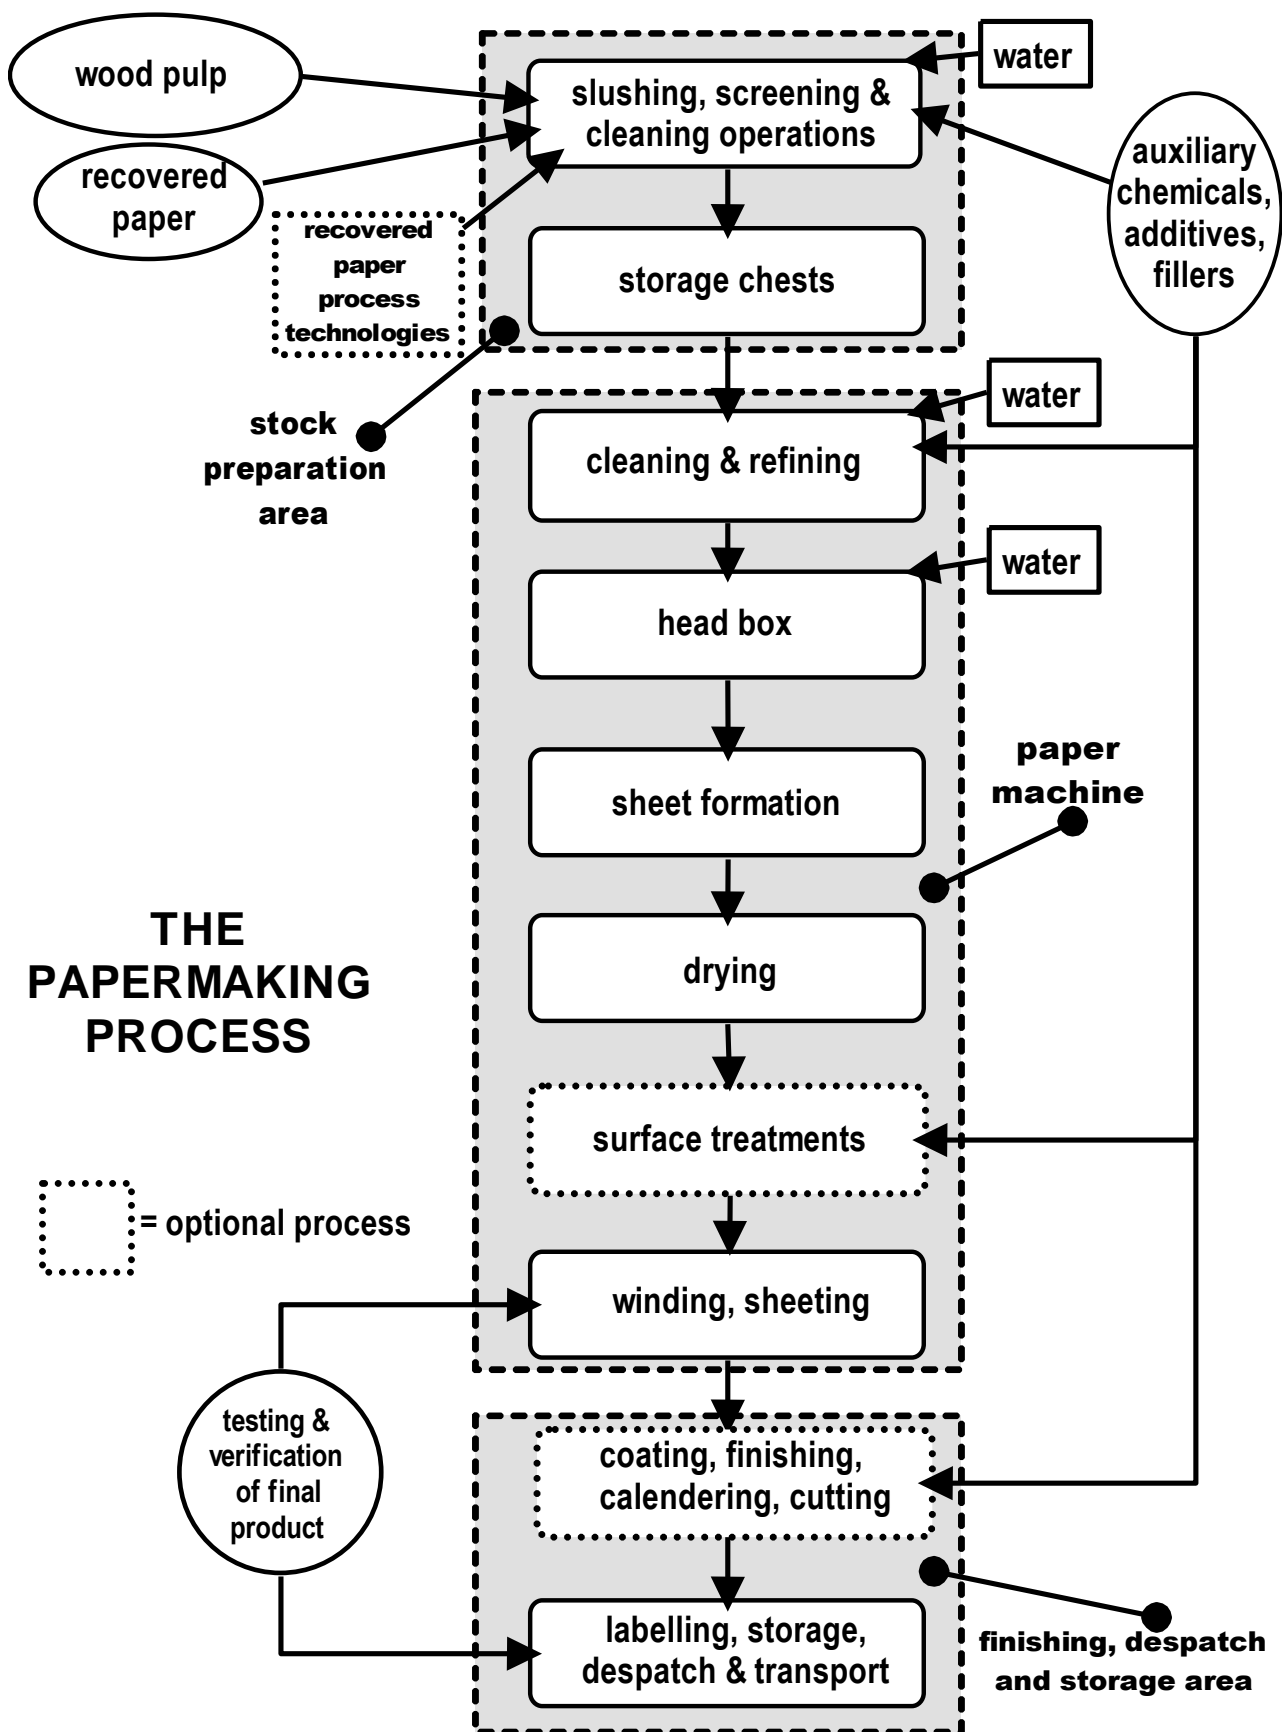 wood pulp
water
slushing, screening &
cleaning operations
recovered
paper
auxiliary
chemicals,
additives,
fillers
recovered
paper
process
technologies
storage chests
stock
preparation
area
water
cleaning & refining
water
head box
sheet formation
paper
machine
drying
THE
PAPERMAKING
PROCESS
surface treatments
= optional process
winding, sheeting
testing &
verification
of final
product
coating, finishing,
calendering, cutting
labelling, storage,
despatch & transport
finishing, despatch
and storage area